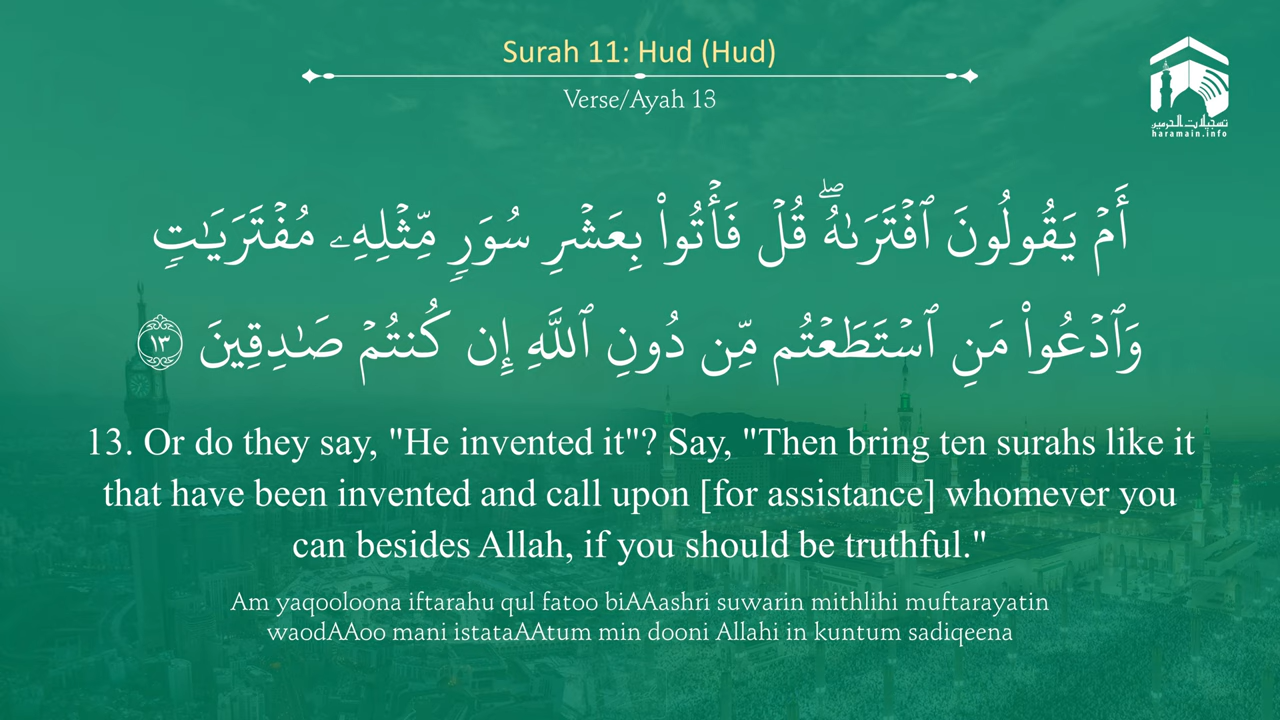 Surah 11: Hud (Hud)
Verse/Ayah 13
تسجيلات الحرمين
haramain.info
أَمۡ يَقُولُونَ ٱفۡتَرَىٰهُۖ قُلۡ فَأۡتُواْ بِعَشۡرِ سُوَرٖ مِّثۡلِهِۦ مُفۡتَرَيَٰتٖ
وَٱدۡعُواْ مَنِ ٱسۡتَطَعۡتُم مِّن دُونِ ٱللَّهِ إِن كُنتُمۡ صَٰدِقِينَ ١٣
13. Or do they say, "He invented it"? Say, "Then bring ten surahs like it
that have been invented and call upon [for assistance] whomever you
can besides Allah, if you should be truthful."
Am yaqooloona iftarahu qul fatoo biAAashri suwarin mithlihi muftarayatin
waodAAoo mani istataAAtum min dooni Allahi in kuntum sadiqeena